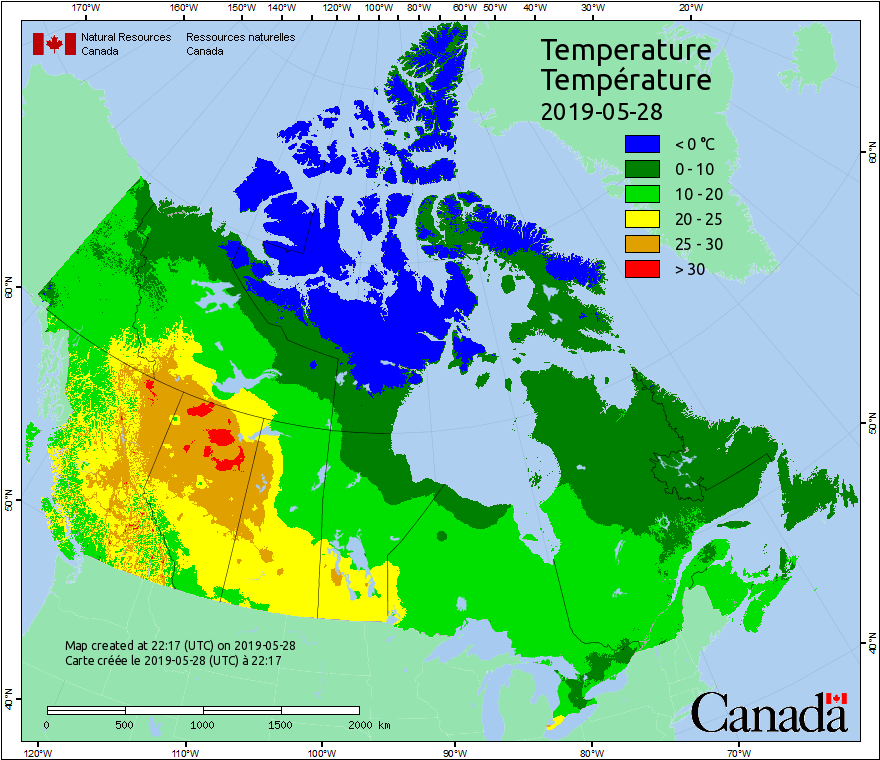 170°W 160°W 150°W 140°W 130°W 120°W 110°W 100°W 80°W 60°W 50°W 40°W 30°W 20°W
Natural Resources Canada
Ressources naturelles Canada
Temperature
Température
2019-05-28
< 0 °C
0 - 10
10 - 20
20 - 25
25 - 30
> 30
60°N
50°N
40°N
60°N
50°N
40°N
Map created at 22:17 (UTC) on 2019-05-28
Carte créée le 2019-05-28 (UTC) à 22:17
0 500 1000 1500 2000 km
Canada
120°W 110°W 100°W 90°W 80°W 70°W